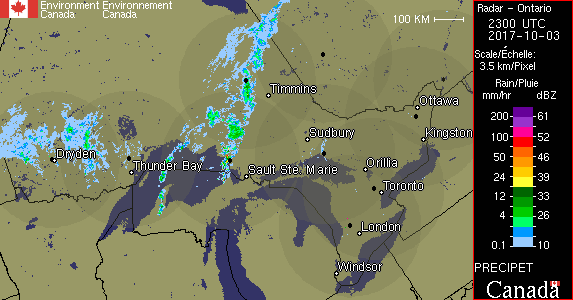 Environment Environnement
Canada Canada
100 KM
Timmins
Ottawa
Sudbury
Kingston
Dryden
Thunder Bay
Sault Ste. Marie
Orillia
Toronto
London
Windsor
Radar - Ontario
2300 UTC
2017-10-03
Scale/Échelle:
3.5 km/Pixel
Rain/Pluie
mm/hr dBZ
200 61
100 52
50 46
24 39
12 33
4 26
0.1 10
PRECIPET
Canada